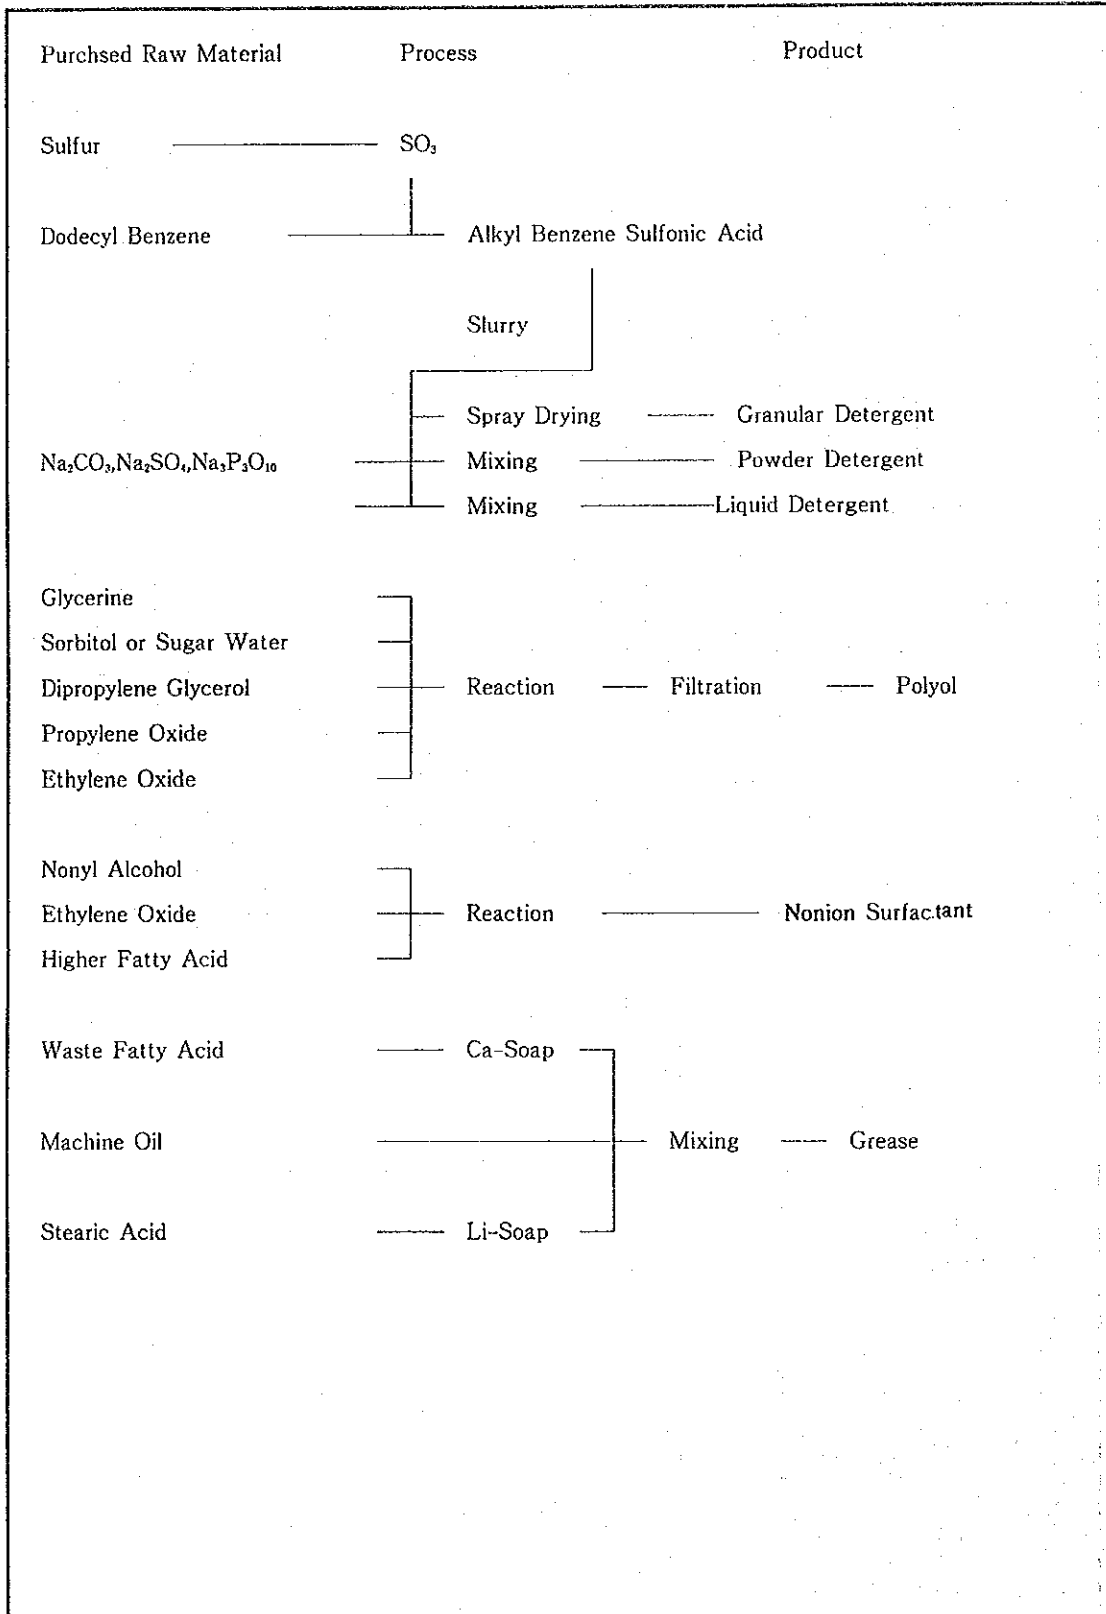 Purchsed Raw Material Process Product
Sulfur SO₃
Dodecyl Benzene Alkyl Benzene Sulfonic Acid
Slurry
Spray Drying Granular Detergent
Na₂CO₃,Na₂SO₄,Na₃P₃O₁₀ Mixing Powder Detergent
Mixing Liquid Detergent
Glycerine
Sorbitol or Sugar Water
Dipropylene Glycerol Reaction Filtration Polyol
Propylene Oxide
Ethylene Oxide
Nonyl Alcohol
Ethylene Oxide Reaction Nonion Surfactant
Higher Fatty Acid
Waste Fatty Acid Ca-Soap
Machine Oil Mixing Grease
Stearic Acid Li-Soap